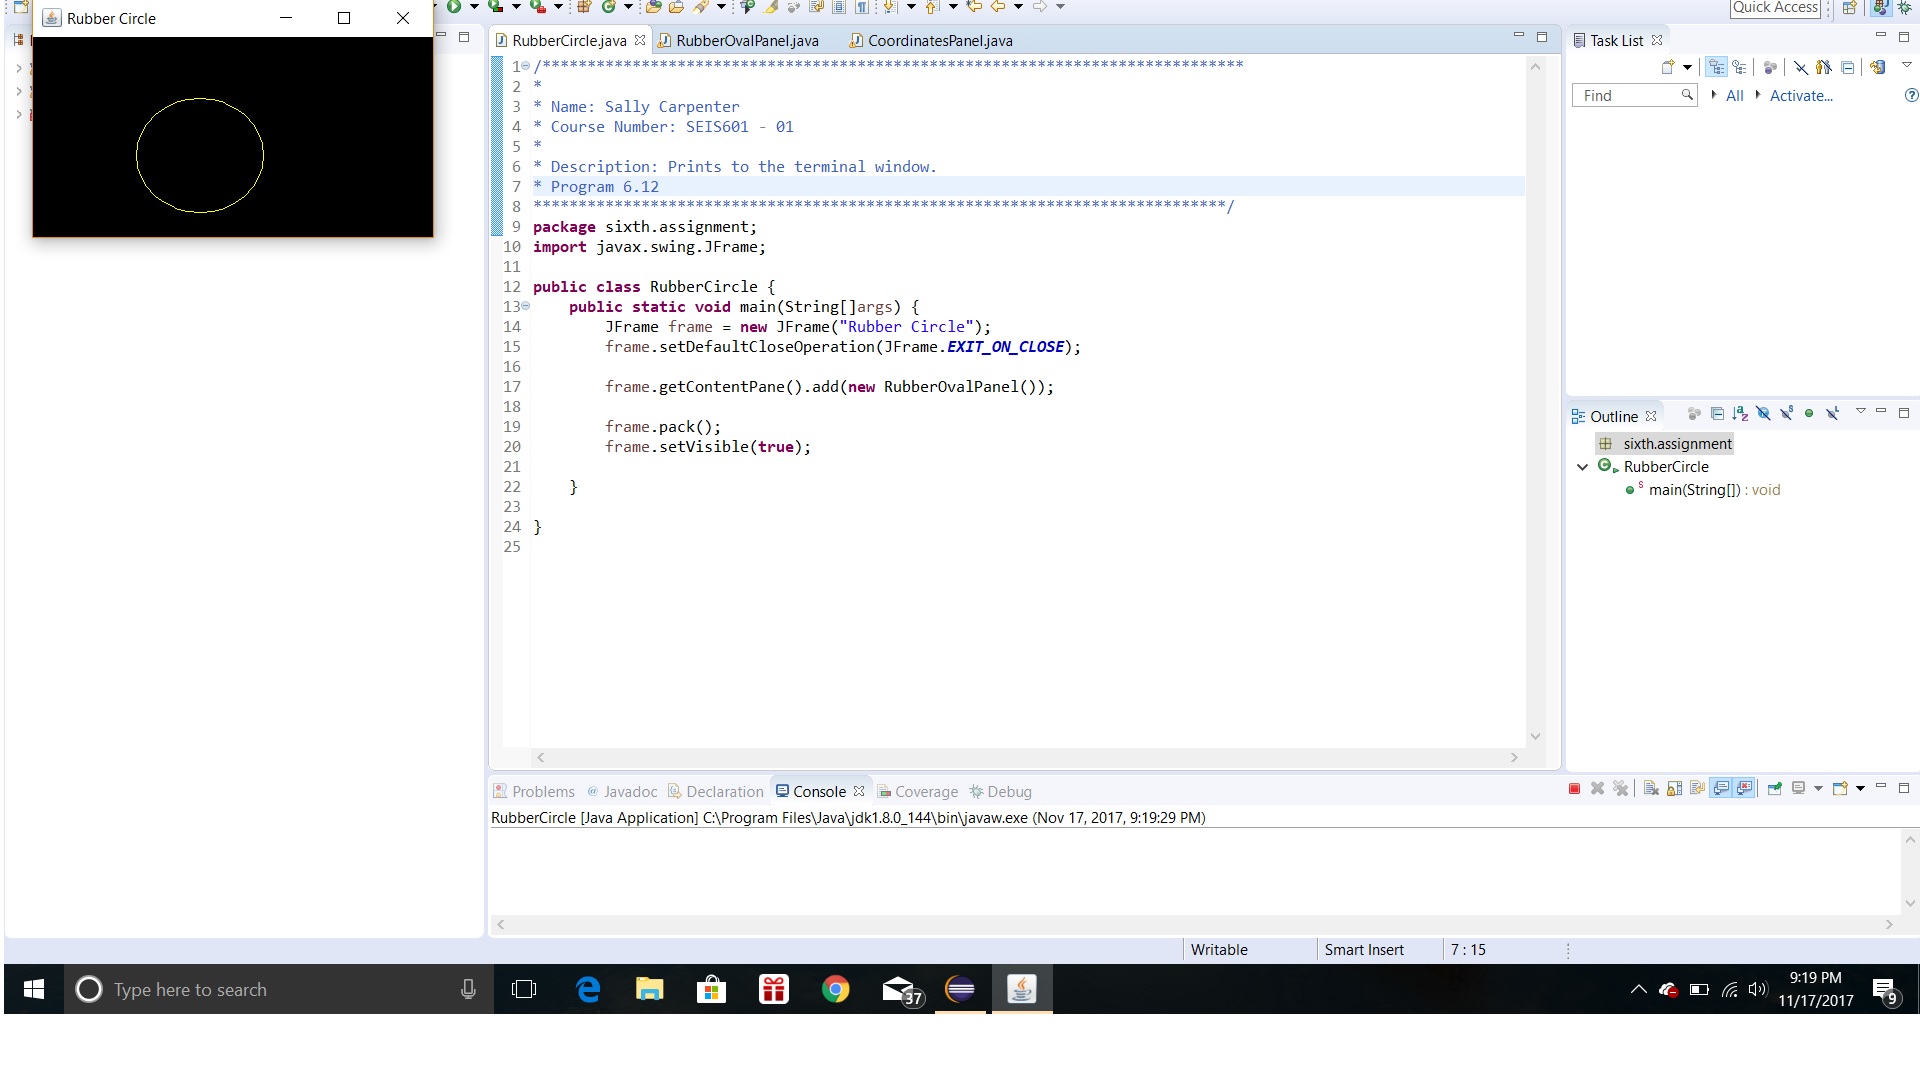 Rubber Circle
Quick Access
RubberCircle.java
RubberOvalPanel.java
CoordinatesPanel.java
1 /******************************************************************************
2 *
3 * Name: Sally Carpenter
4 * Course Number: SEIS601 - 01
5 *
6 * Description: Prints to the terminal window.
7 * Program 6.12
8 *****************************************************************************/
9 package sixth.assignment;
10 import javax.swing.JFrame;
11
12 public class RubberCircle {
13 public static void main(String[]args) {
14 JFrame frame = new JFrame("Rubber Circle");
15 frame.setDefaultCloseOperation(JFrame.EXIT_ON_CLOSE);
16
17 frame.getContentPane().add(new RubberOvalPanel());
18
19 frame.pack();
20 frame.setVisible(true);
21
22 }
23
24 }
25
Task List
Find
All
Activate...
Outline
sixth.assignment
RubberCircle
main(String[]) : void
Problems
@ Javadoc
Declaration
Console
Coverage
Debug
RubberCircle [Java Application] C:\Program Files\Java\jdk1.8.0_144\bin\javaw.exe (Nov 17, 2017, 9:19:29 PM)
Writable
Smart Insert
7 : 15
Type here to search
37
9:19 PM
11/17/2017
9